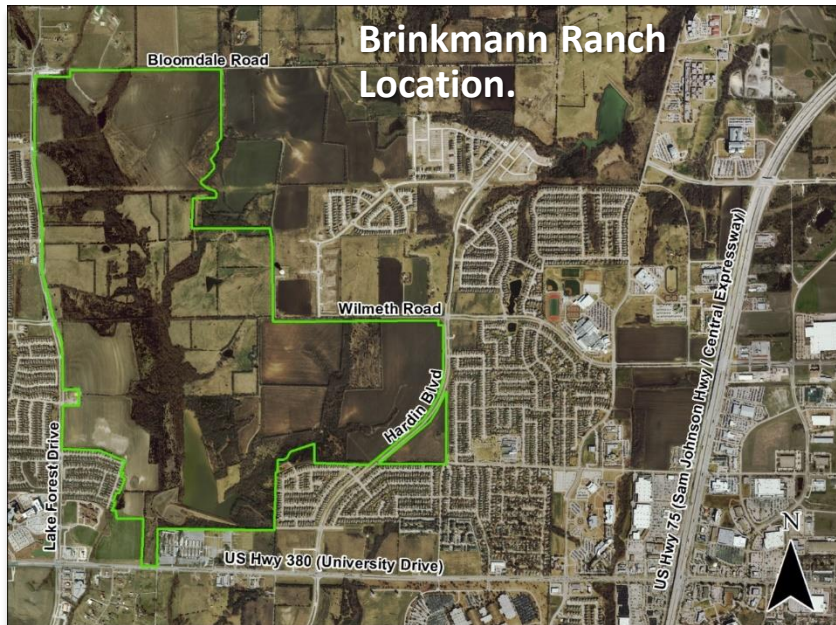 Brinkmann Ranch
Location.
Bloomdale Road
Wilmeth Road
Hardin Blvd
Lake Forest Drive
US Hwy 75 (Sam Johnson Hwy / Central Expressway)
US Hwy 380 (University Drive)
N